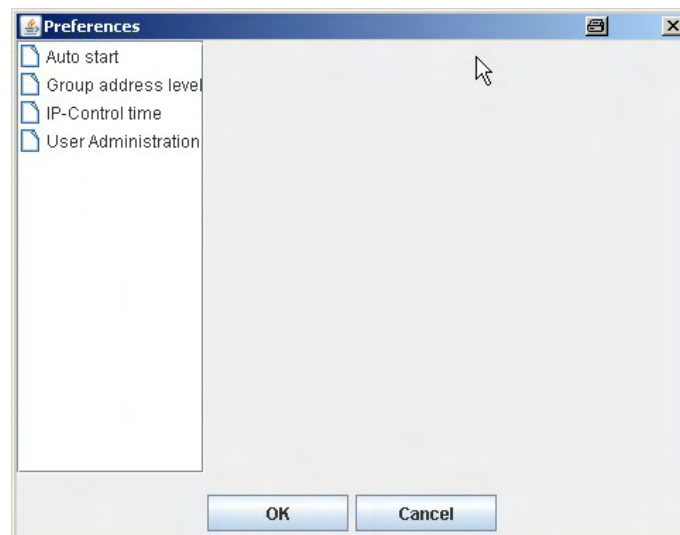 Preferences
Auto start
Group address level
IP-Control time
User Administration
OK
Cancel